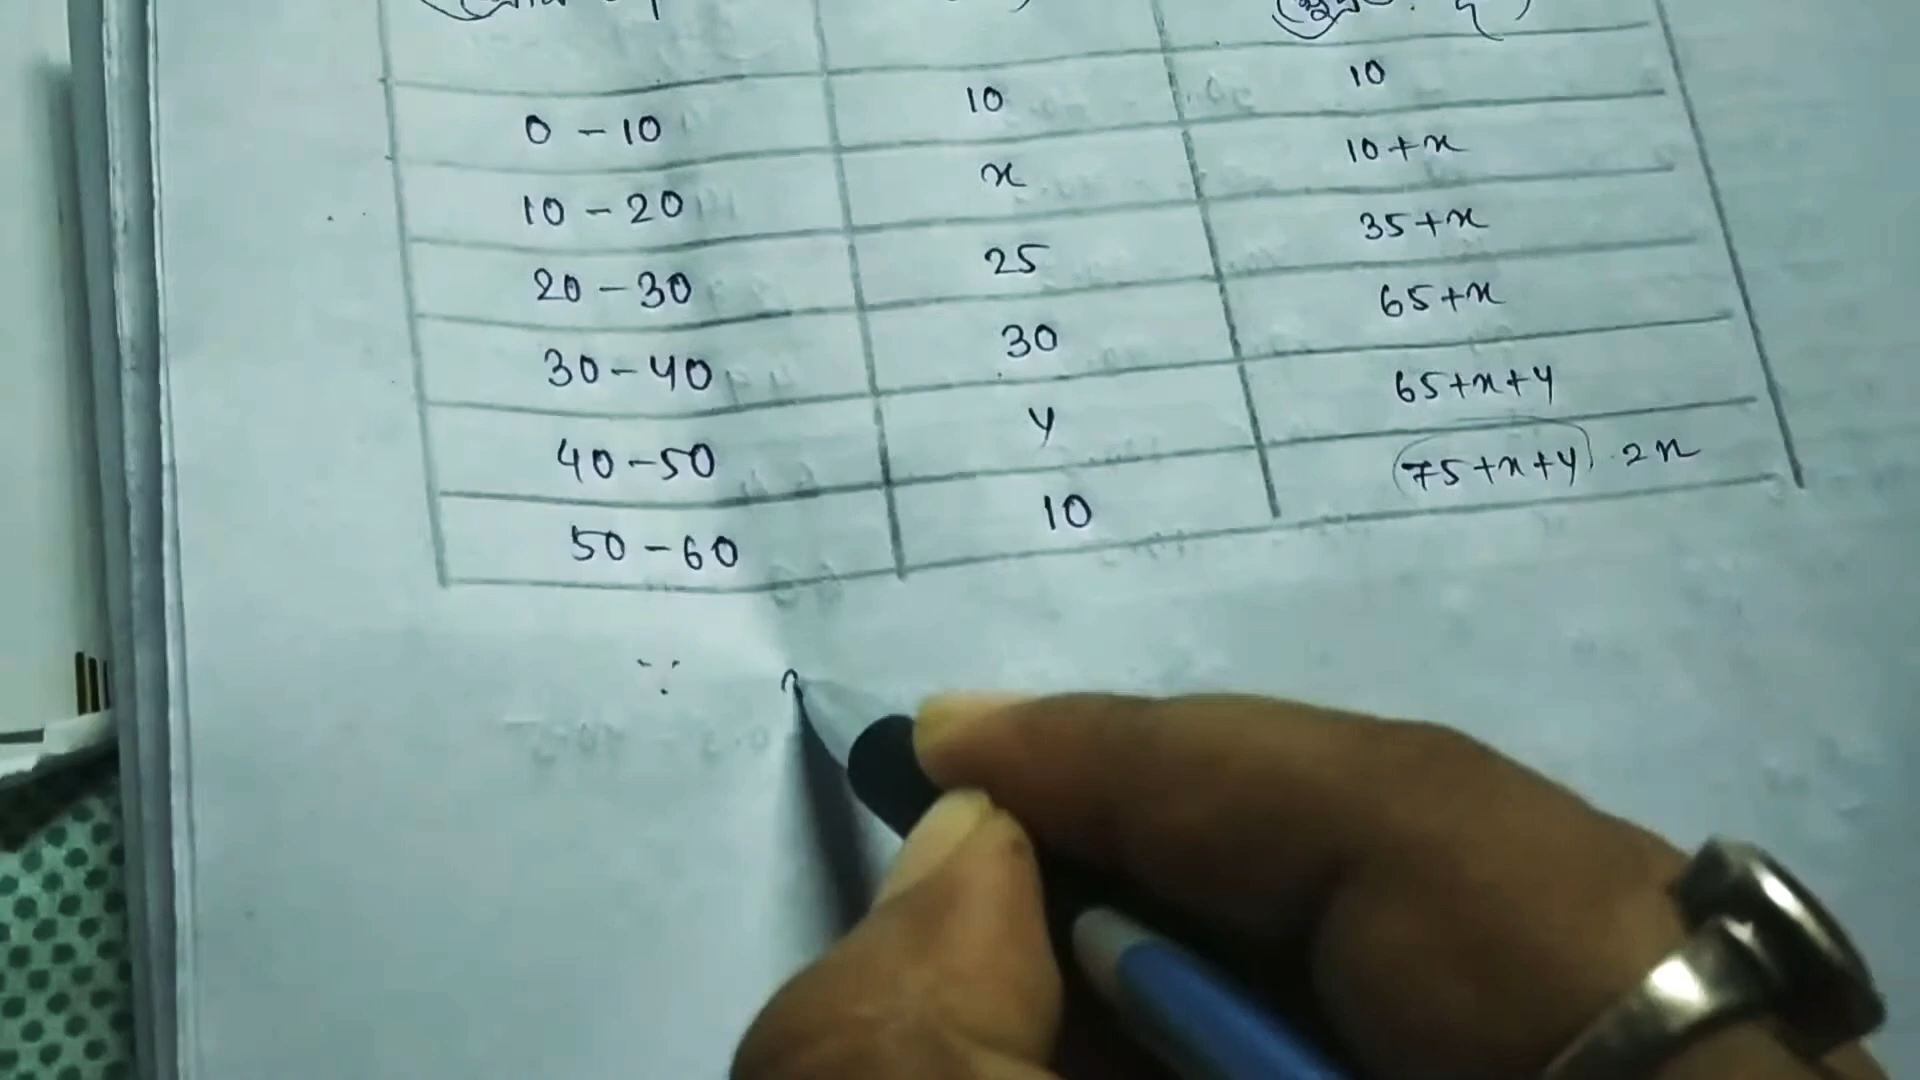 0 - 10 10 10
10 - 20 x 10+x
20 - 30 25 35+x
30 - 40 30 65+x
40 - 50 y 65+x+y
50 - 60 10 (75+x+y) 2n
∵